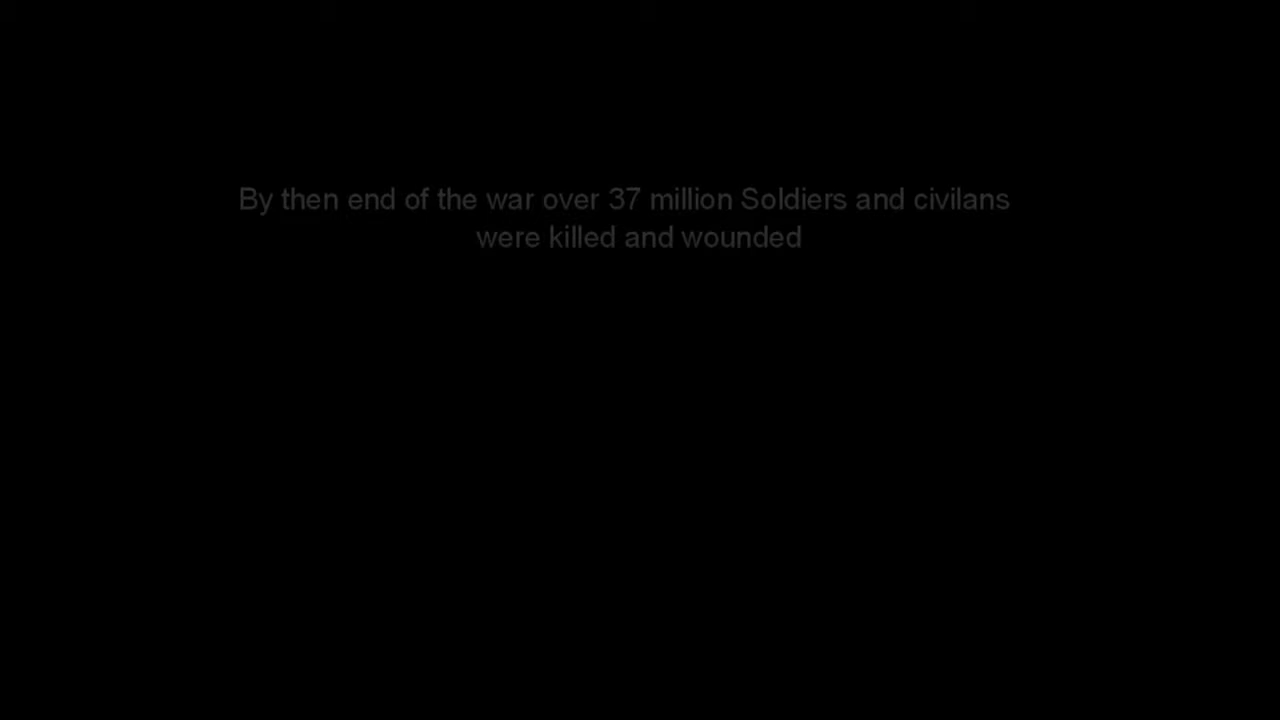 By then end of the war over 37 million Soldiers and civilans
were killed and wounded